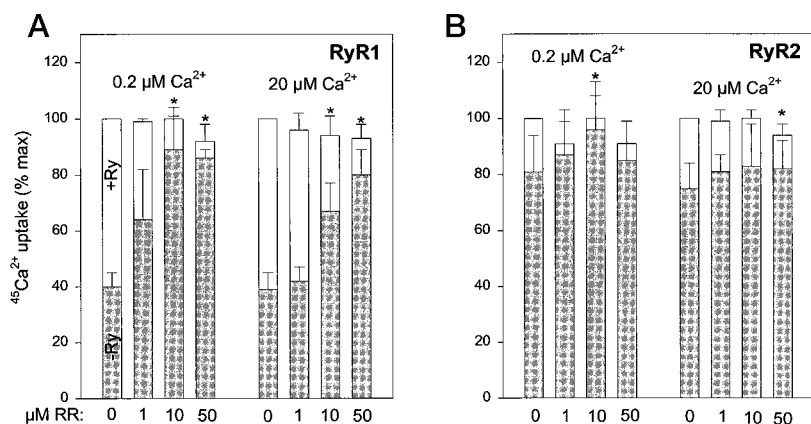 A
B
RyR1
RyR2
0.2 μM Ca²⁺
20 μM Ca²⁺
0.2 μM Ca²⁺
20 μM Ca²⁺
* * * *
* *
⁴⁵Ca²⁺ uptake (% max)
120
100
80
60
40
20
0
120
100
80
60
40
20
0
+Ry
-Ry
μM RR: 0 1 10 50 0 1 10 50 0 1 10 50 0 1 10 50